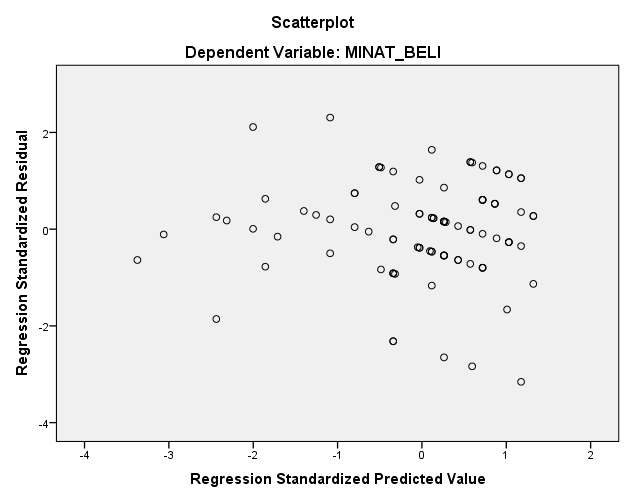 Scatterplot
Dependent Variable: MINAT_BELI
Regression Standardized Residual
2
0
-2
-4
-4 -3 -2 -1 0 1 2
Regression Standardized Predicted Value